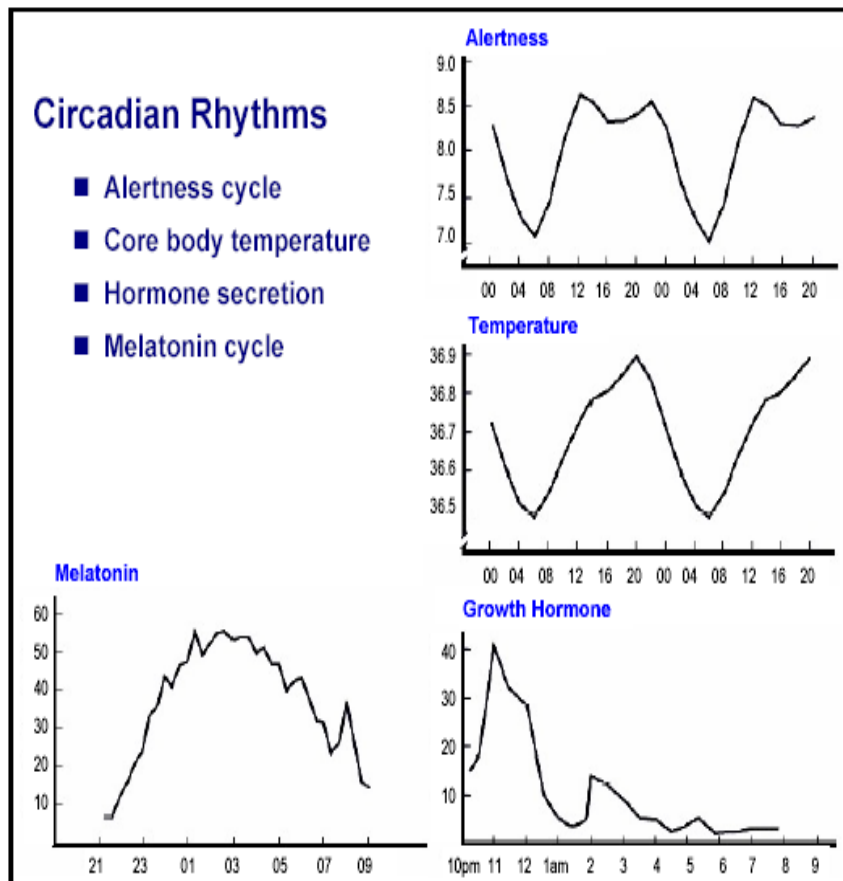 Circadian Rhythms
■ Alertness cycle
■ Core body temperature
■ Hormone secretion
■ Melatonin cycle
Alertness
9.0
8.5
8.0
7.5
7.0
00 04 08 12 16 20 00 04 08 12 16 20
Temperature
36.9
36.8
36.7
36.6
36.5
00 04 08 12 16 20 00 04 08 12 16 20
Melatonin
60
50
40
30
20
10
21 23 01 03 05 07 09
Growth Hormone
40
30
20
10
10pm 11 12 1am 2 3 4 5 6 7 8 9